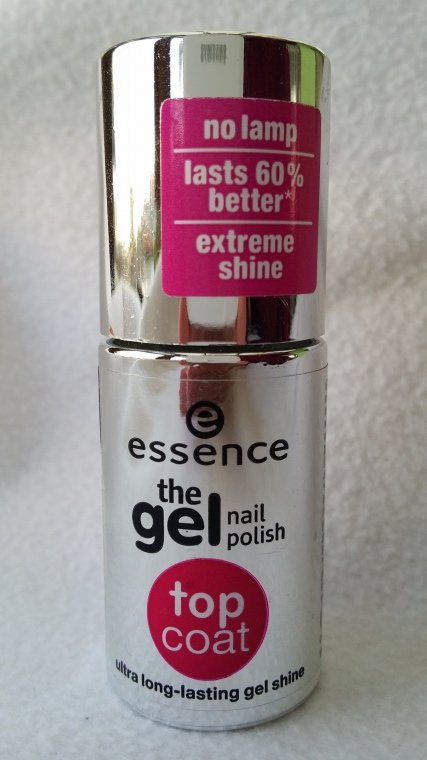 no lamp
lasts 60%
better*
extreme
shine
e
essence
the
gel nail
polish
top
coat
ultra long-lasting gel shine